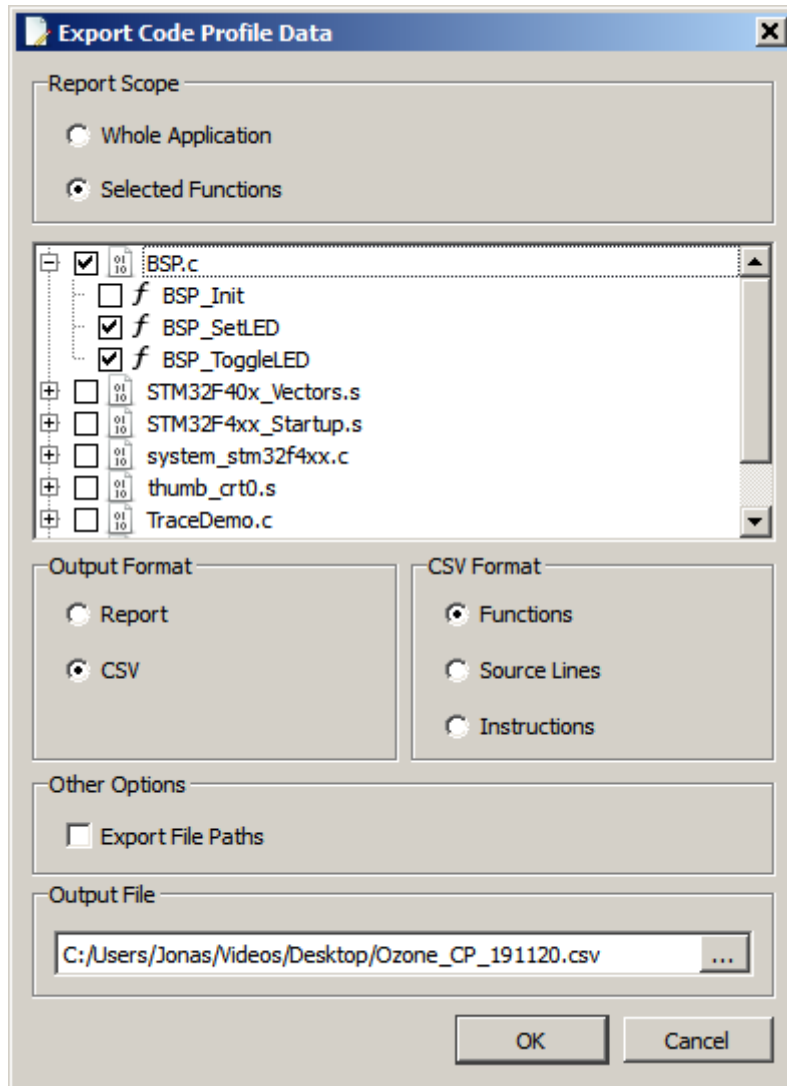 Export Code Profile Data
Report Scope
Whole Application
Selected Functions
BSP.c
f BSP_Init
f BSP_SetLED
f BSP_ToggleLED
STM32F40x_Vectors.s
STM32F4xx_Startup.s
system_stm32f4xx.c
thumb_crt0.s
TraceDemo.c
Output Format
Report
CSV
CSV Format
Functions
Source Lines
Instructions
Other Options
Export File Paths
Output File
C:/Users/Jonas/Videos/Desktop/Ozone_CP_191120.csv ...
OK Cancel